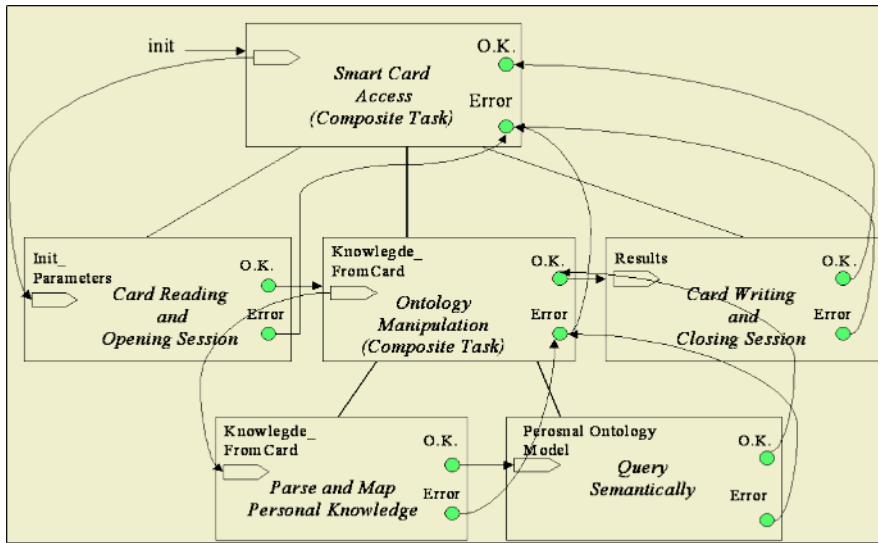 init
O.K.
Smart Card
Access
(Composite Task)
Error
Init_
Parameters
O.K.
Card Reading
and
Opening Session
Error
Knowlegde_
FromCard
O.K.
Ontology
Manipulation
(Composite Task)
Error
Results
O.K.
Card Writing
and
Closing Session
Error
Knowlegde_
FromCard
O.K.
Parse and Map
Personal Knowledge
Error
Perosnal Ontology
Model
O.K.
Query
Semantically
Error